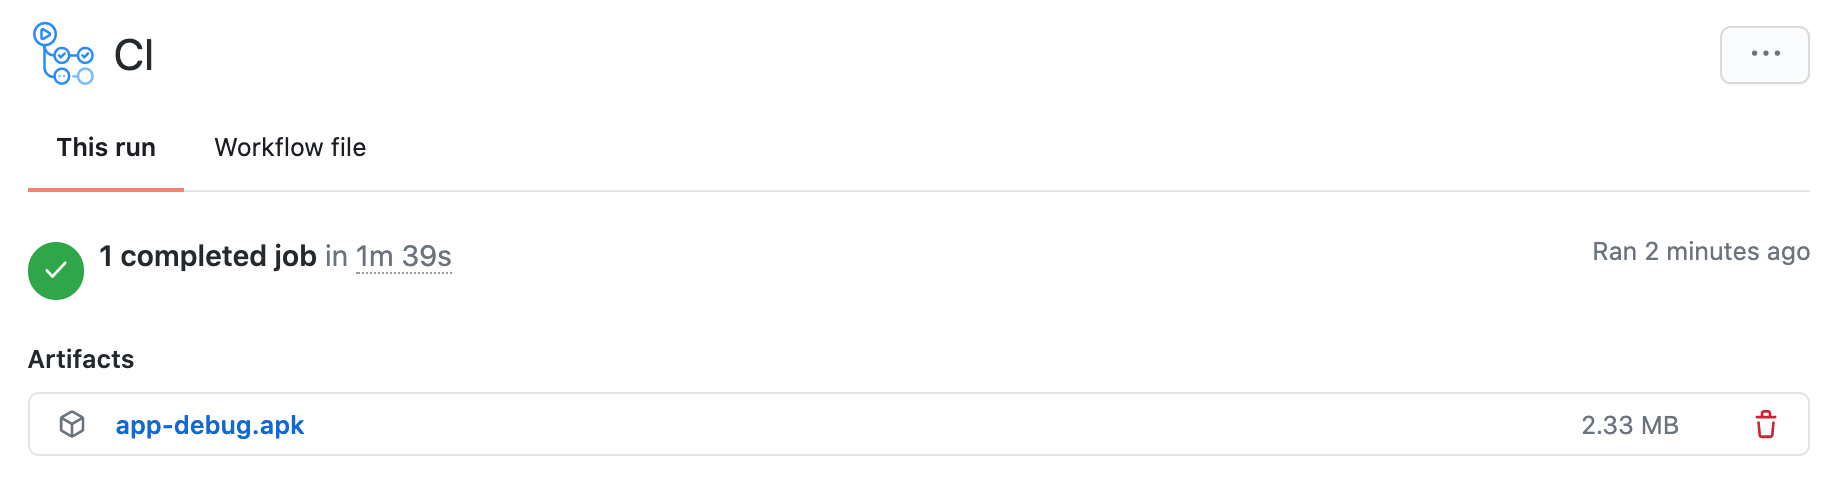 CI
This run Workflow file
1 completed job in 1m 39s Ran 2 minutes ago
Artifacts
app-debug.apk 2.33 MB